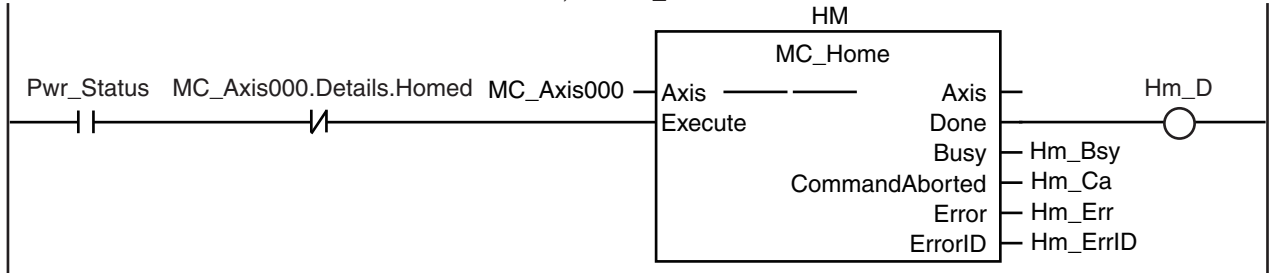 HM
MC_Home
Pwr_Status MC_Axis000.Details.Homed MC_Axis000 Axis Axis Hm_D
Execute Done
Busy Hm_Bsy
CommandAborted Hm_Ca
Error Hm_Err
ErrorID Hm_ErrID